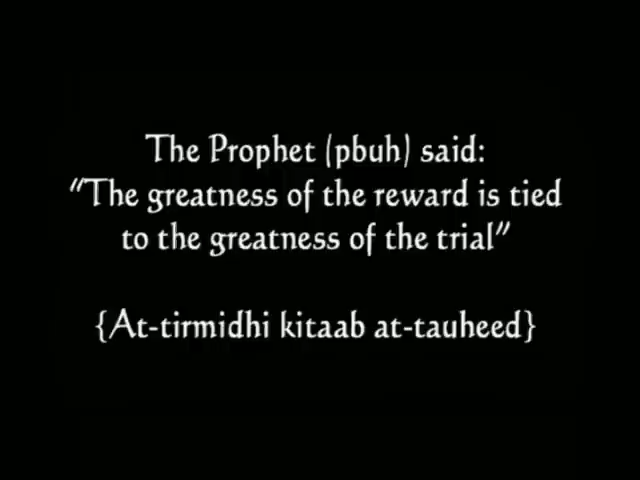 The Prophet (pbuh) said:
"The greatness of the reward is tied
to the greatness of the trial"
{At-tirmidhi kitaab at-tauheed}